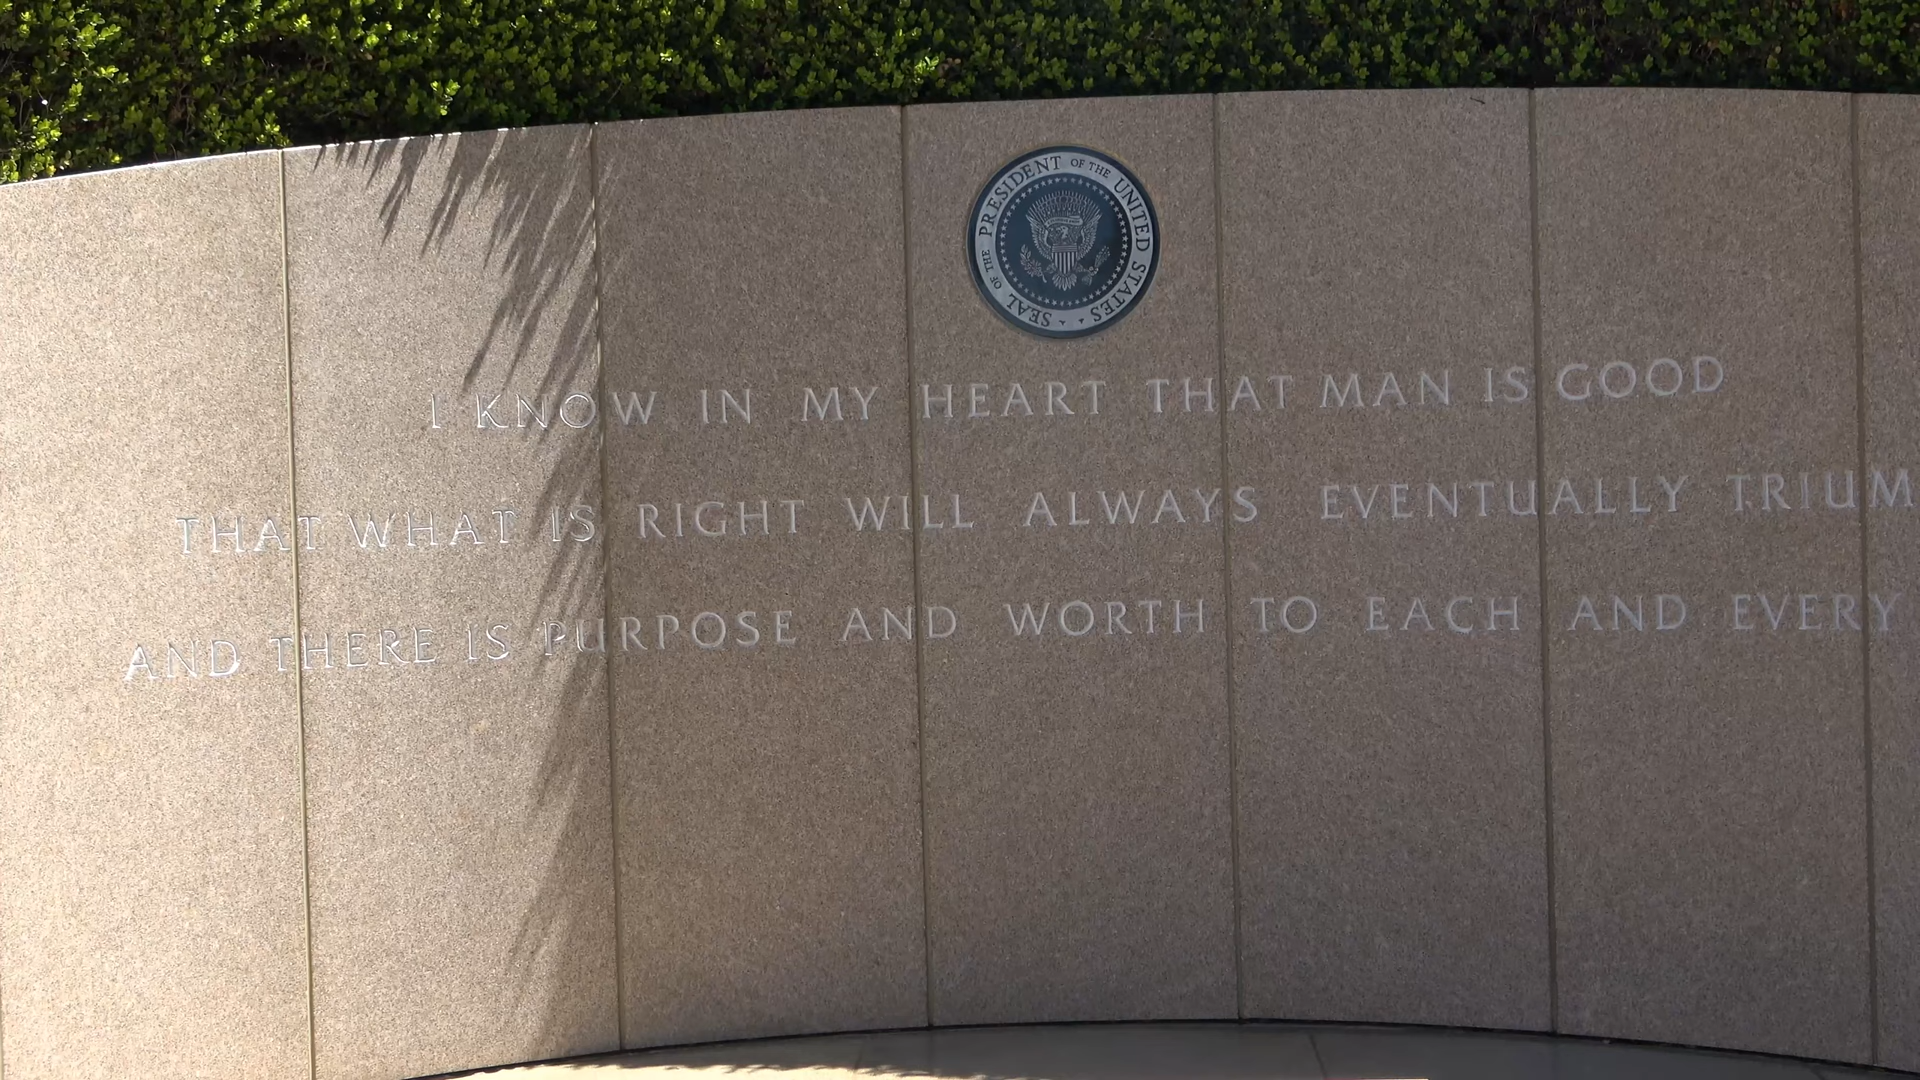 SEAL OF THE PRESIDENT OF THE UNITED STATES
I KNOW IN MY HEART THAT MAN IS GOOD
THAT WHAT IS RIGHT WILL ALWAYS EVENTUALLY TRIUM
AND THERE IS PURPOSE AND WORTH TO EACH AND EVERY